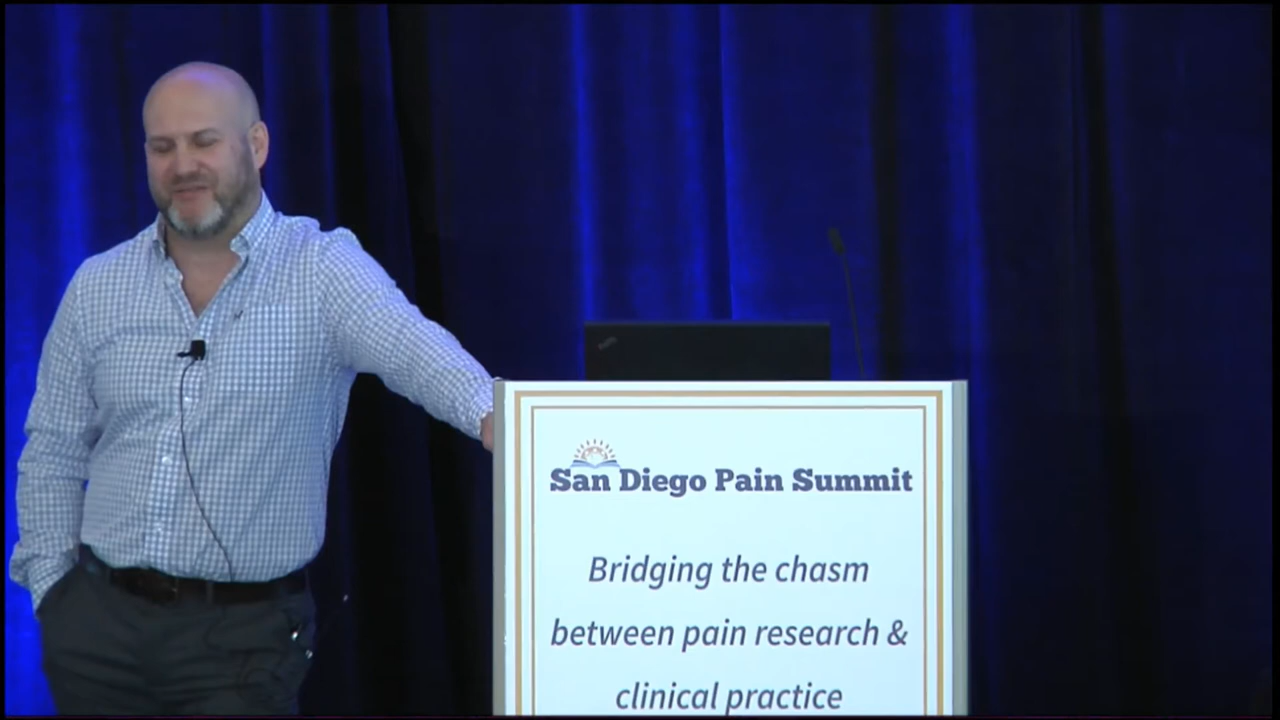 San Diego Pain Summit
Bridging the chasm
between pain research &
clinical practice